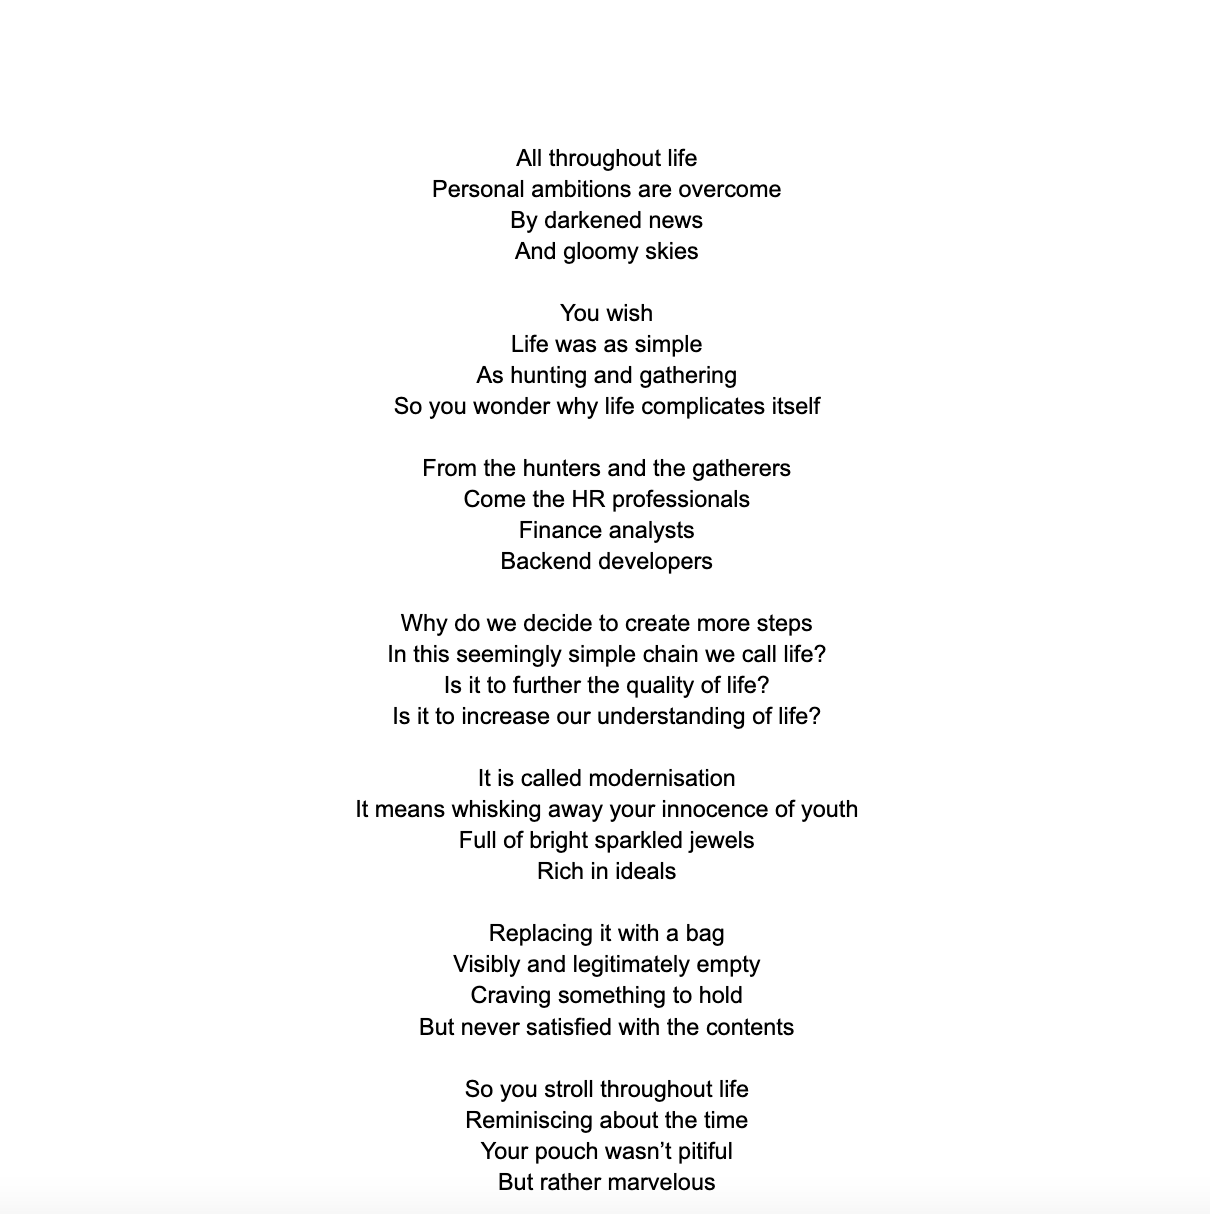 All throughout life
Personal ambitions are overcome
By darkened news
And gloomy skies
You wish
Life was as simple
As hunting and gathering
So you wonder why life complicates itself
From the hunters and the gatherers
Come the HR professionals
Finance analysts
Backend developers
Why do we decide to create more steps
In this seemingly simple chain we call life?
Is it to further the quality of life?
Is it to increase our understanding of life?
It is called modernisation
It means whisking away your innocence of youth
Full of bright sparkled jewels
Rich in ideals
Replacing it with a bag
Visibly and legitimately empty
Craving something to hold
But never satisfied with the contents
So you stroll throughout life
Reminiscing about the time
Your pouch wasn’t pitiful
But rather marvelous